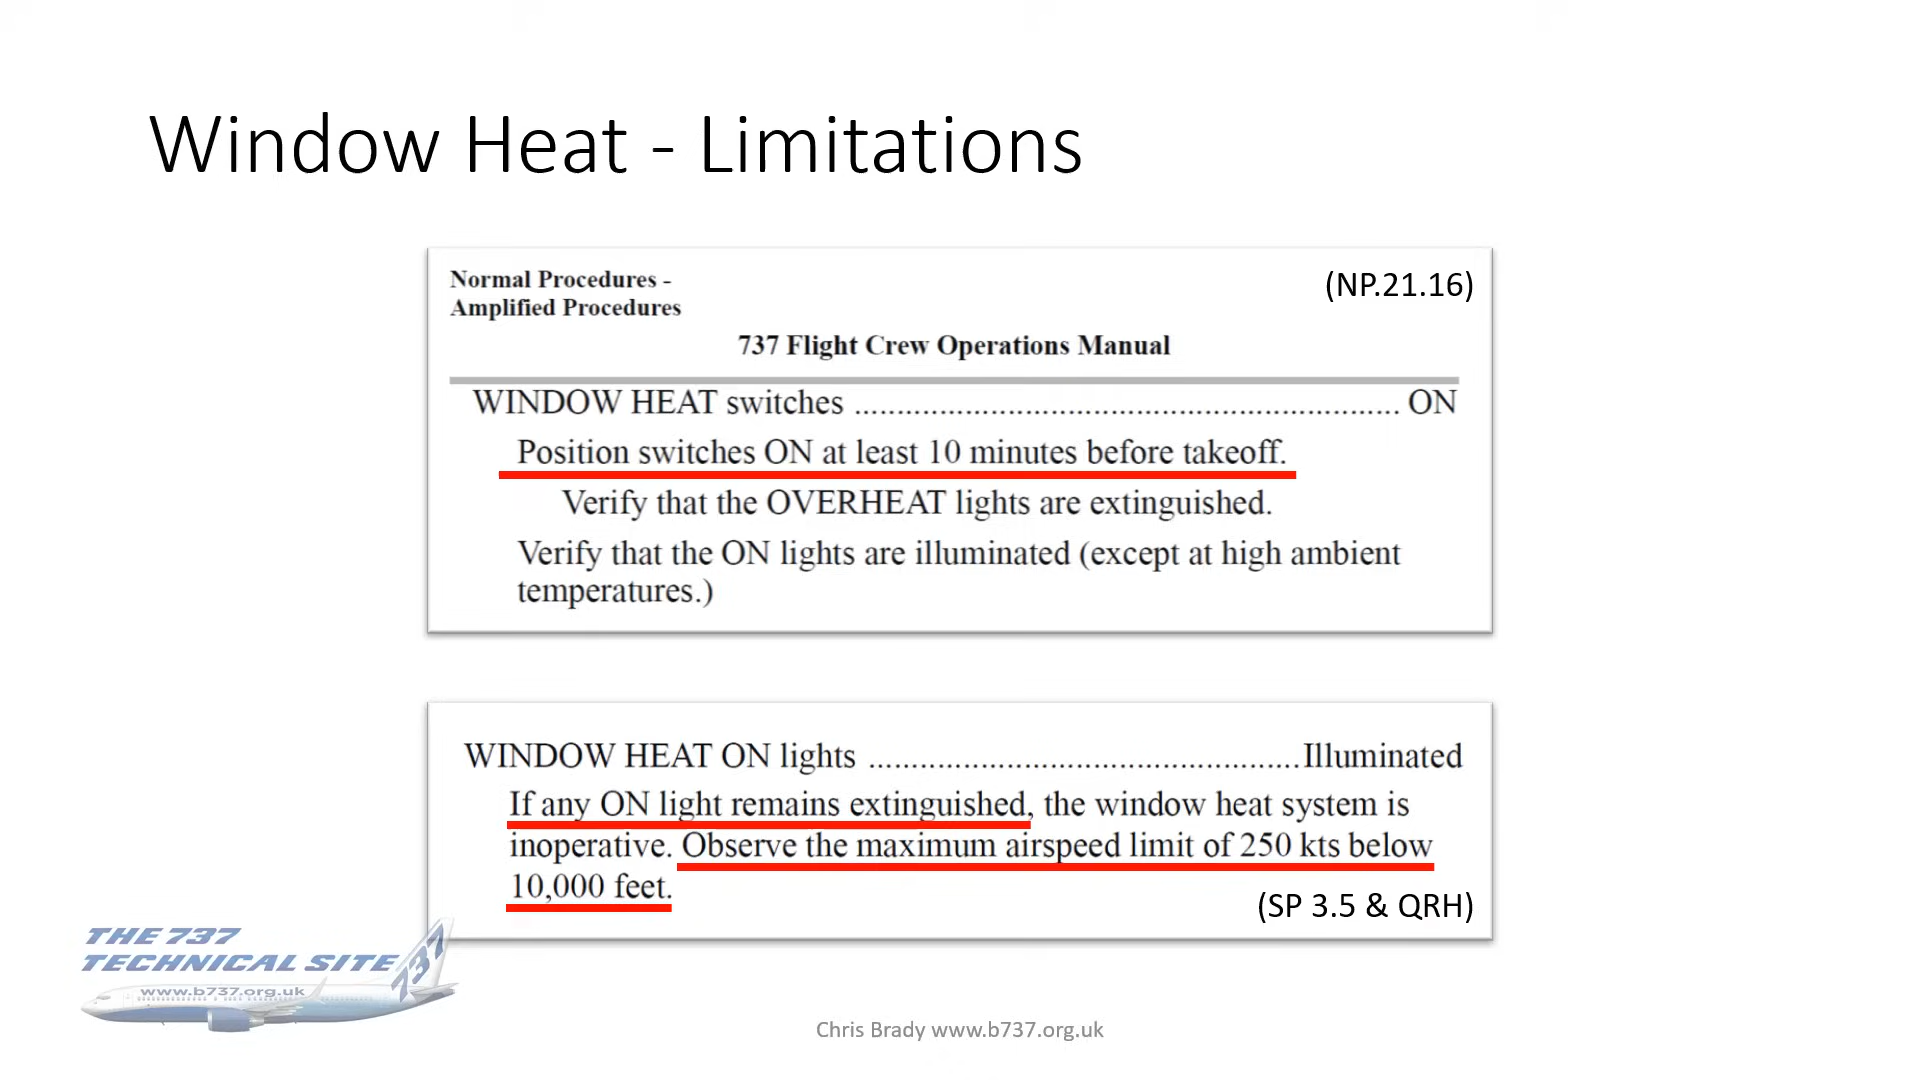 Window Heat - Limitations
Normal Procedures -
Amplified Procedures
(NP.21.16)
737 Flight Crew Operations Manual
WINDOW HEAT switches ................................................................ ON
Position switches ON at least 10 minutes before takeoff.
Verify that the OVERHEAT lights are extinguished.
Verify that the ON lights are illuminated (except at high ambient
temperatures.)
WINDOW HEAT ON lights ..................................................Illuminated
If any ON light remains extinguished, the window heat system is
inoperative. Observe the maximum airspeed limit of 250 kts below
10,000 feet.
(SP 3.5 & QRH)
THE 737
TECHNICAL SITE
737
www.b737.org.uk
Chris Brady www.b737.org.uk